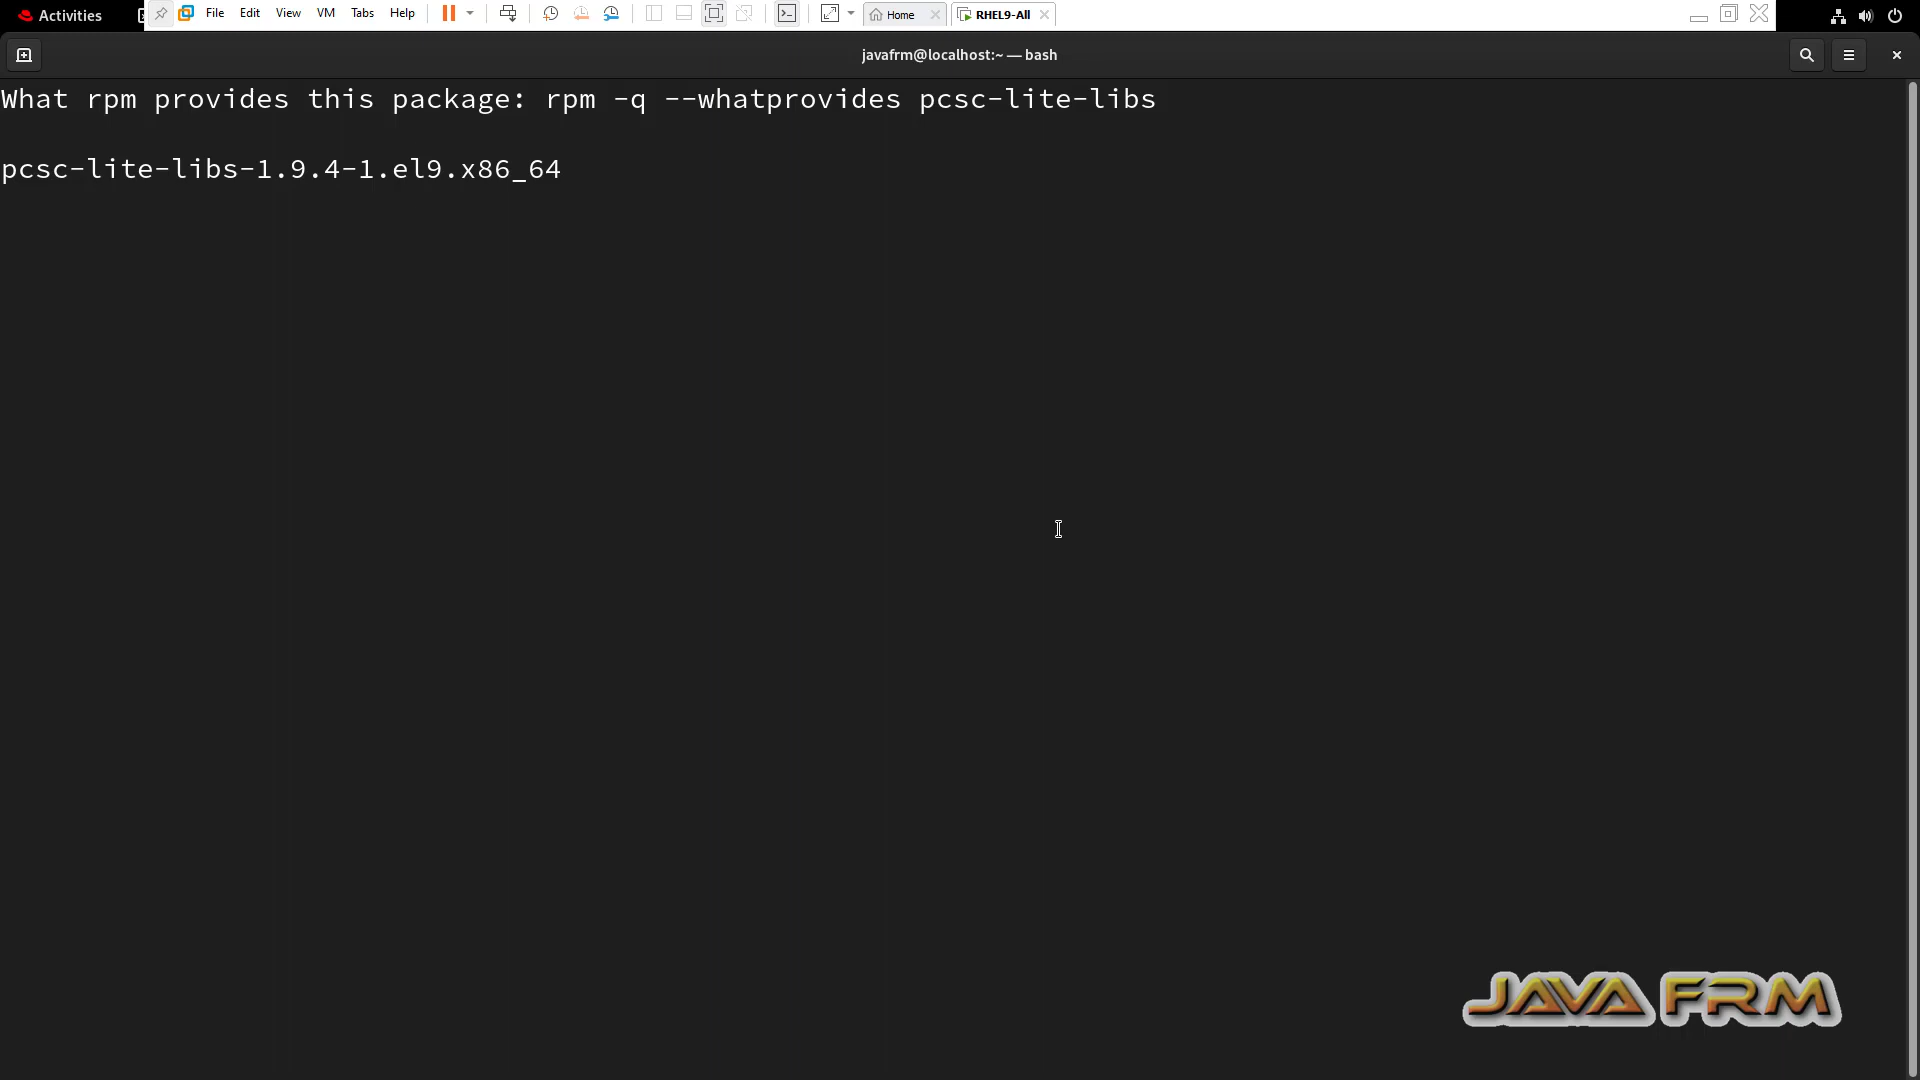 Activities
File Edit View VM Tabs Help
Home
RHEL9-All
javafrm@localhost:~ — bash
What rpm provides this package: rpm -q --whatprovides pcsc-lite-libs
pcsc-lite-libs-1.9.4-1.el9.x86_64
JAVA FRM